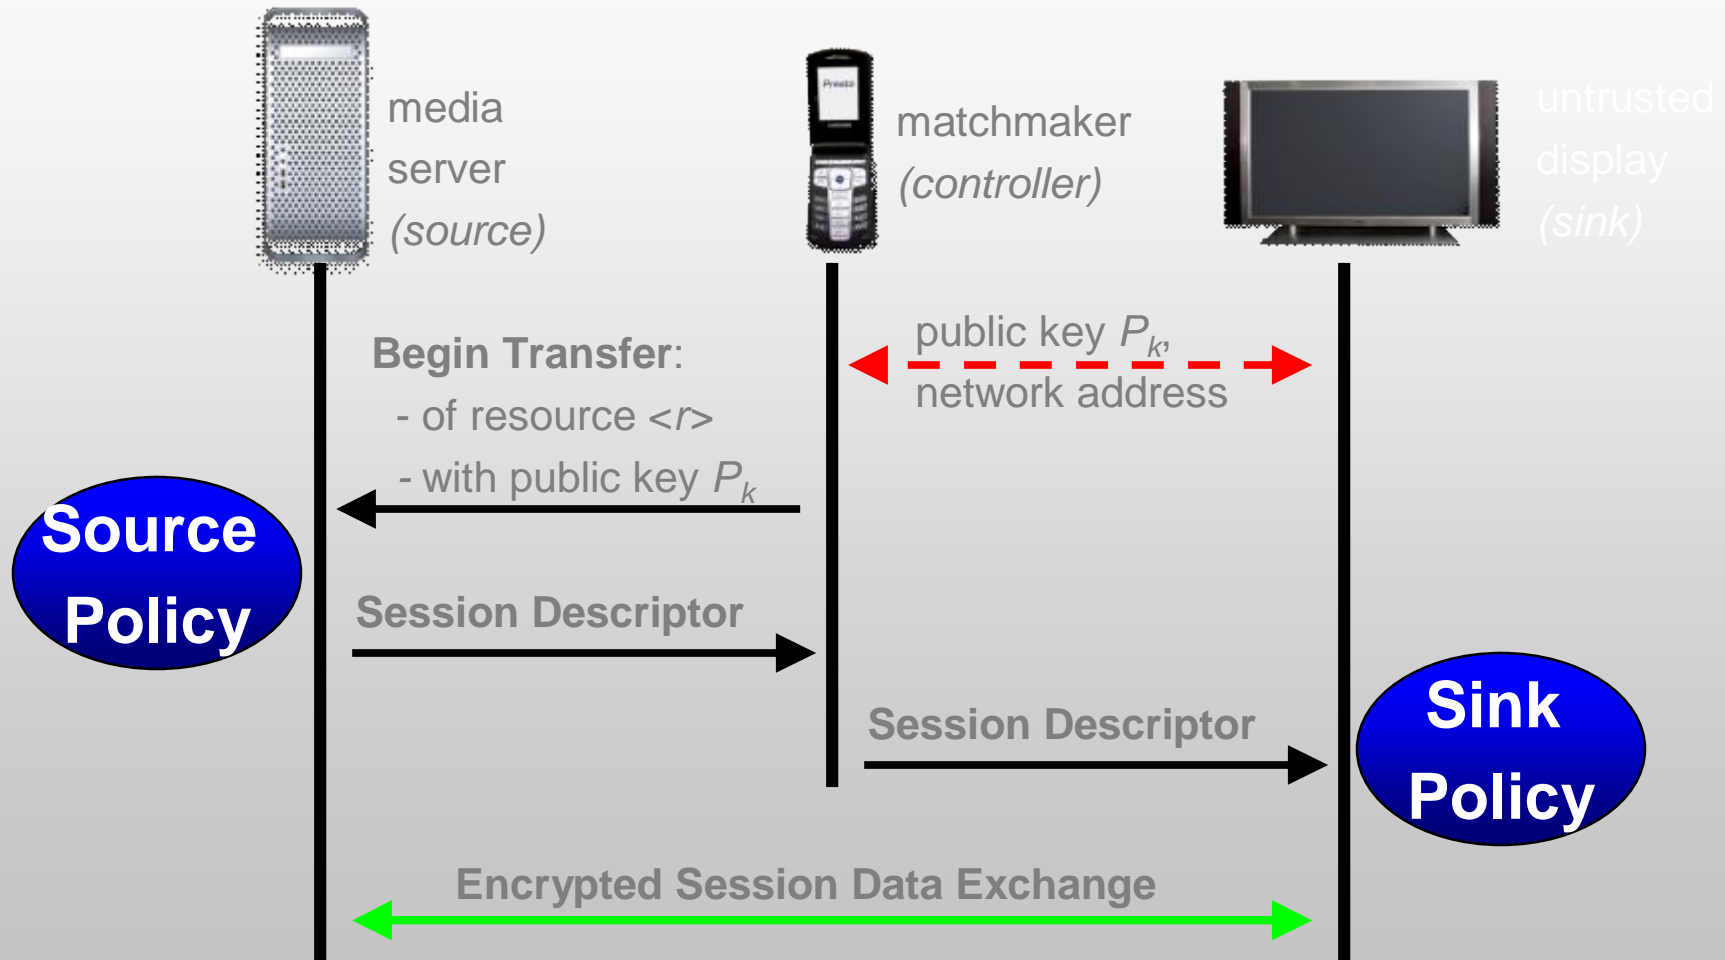 media
server
(source)
Presto
matchmaker
(controller)
untrusted
display
(sink)
public key Pk,
network address
Begin Transfer:
- of resource <r>
- with public key Pk
Source
Policy
Session Descriptor
Session Descriptor
Sink
Policy
Encrypted Session Data Exchange